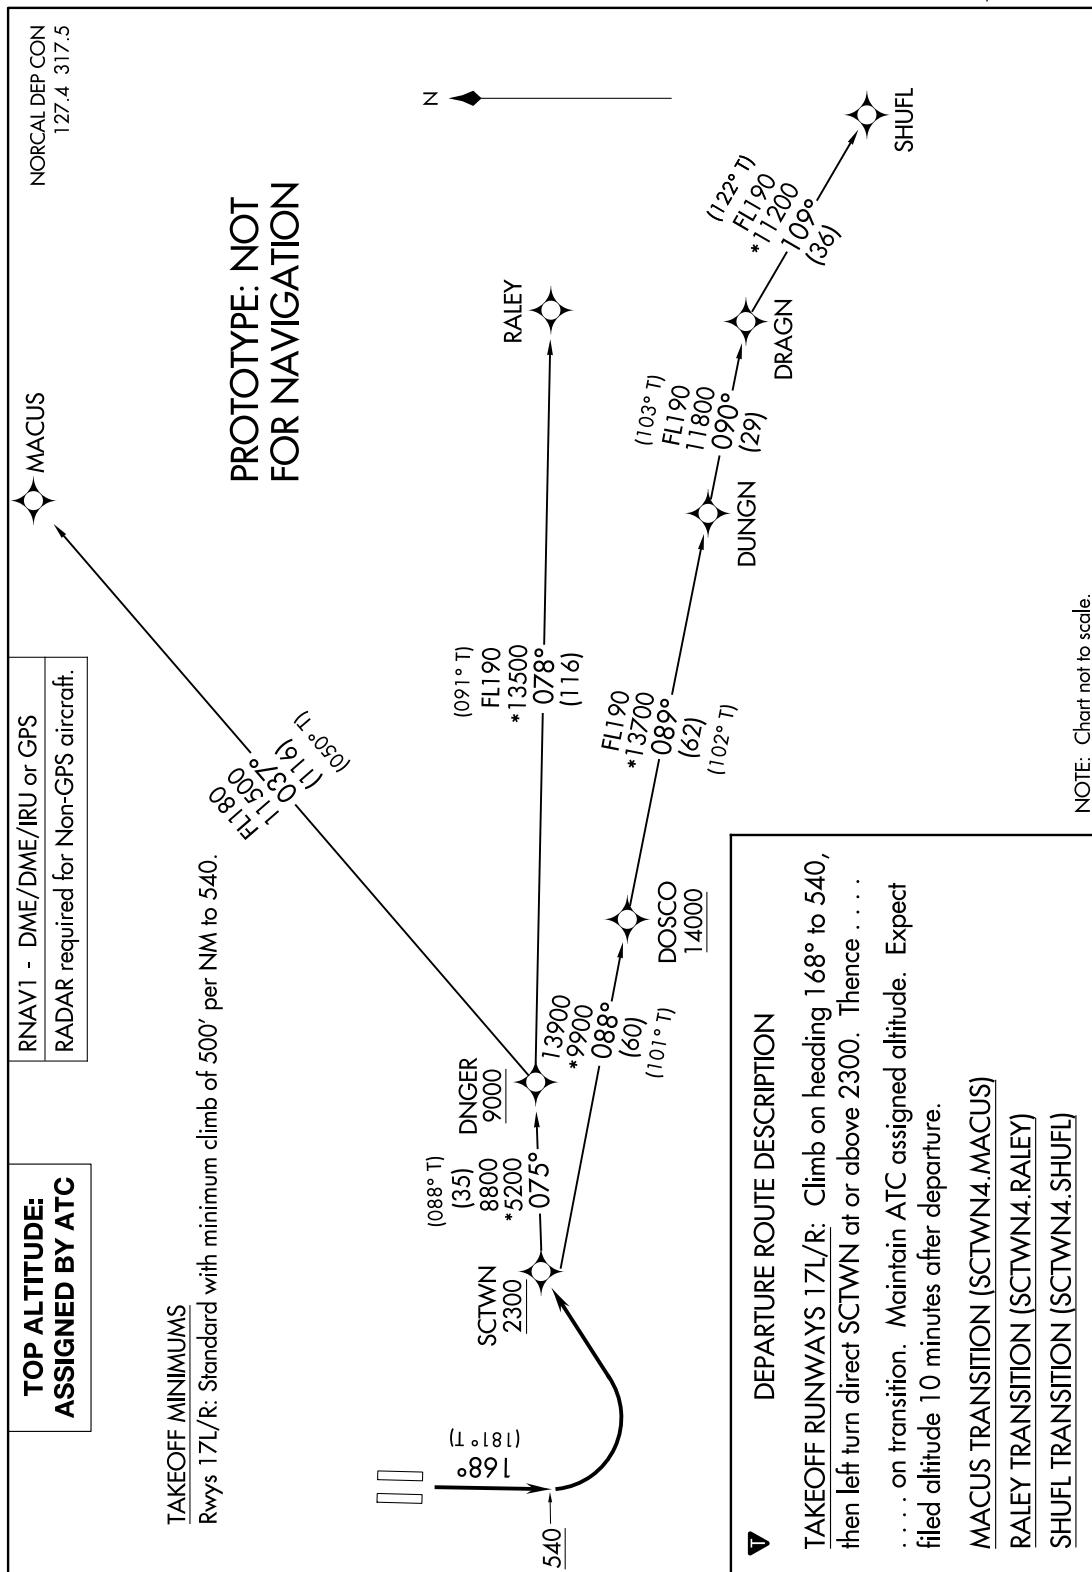 TOP ALTITUDE:
ASSIGNED BY ATC
RNAV1 - DME/DME/IRU or GPS
RADAR required for Non-GPS aircraft.
NORCAL DEP CON
127.4 317.5
TAKEOFF MINIMUMS
Rwys 17L/R: Standard with minimum climb of 500' per NM to 540.
PROTOTYPE: NOT
FOR NAVIGATION
N
MACUS
FL180
11500
037°
(116)
(050° T)
RALEY
(091° T)
FL190
*13500
078°
(116)
DNGER
9000
(088° T)
(35)
8800
*5200
075°
SCTWN
2300
168°
(181° T)
540
13900
*9900
088°
(60)
(101° T)
DOSCO
14000
FL190
*13700
089°
(62)
(102° T)
DUNGN
(103° T)
FL190
11800
090°
(29)
DRAGN
(122° T)
FL190
*11200
109°
(36)
SHUFL
T
DEPARTURE ROUTE DESCRIPTION
TAKEOFF RUNWAYS 17L/R: Climb on heading 168° to 540,
then left turn direct SCTWN at or above 2300. Thence . . . .
. . . . on transition. Maintain ATC assigned altitude. Expect
filed altitude 10 minutes after departure.
MACUS TRANSITION (SCTWN4.MACUS)
RALEY TRANSITION (SCTWN4.RALEY)
SHUFL TRANSITION (SCTWN4.SHUFL)
NOTE: Chart not to scale.